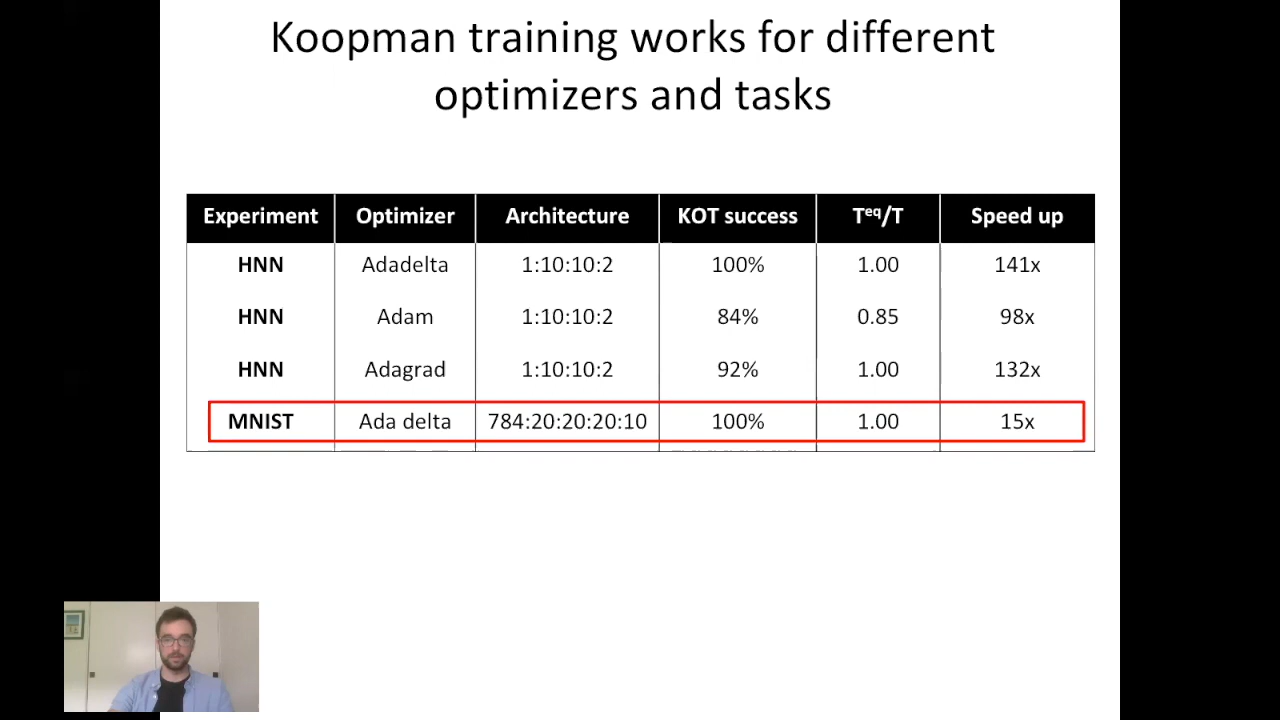 Koopman training works for different
optimizers and tasks
Experiment Optimizer Architecture KOT success Tᵉᑫ/T Speed up
HNN Adadelta 1:10:10:2 100% 1.00 141x
HNN Adam 1:10:10:2 84% 0.85 98x
HNN Adagrad 1:10:10:2 92% 1.00 132x
MNIST Ada delta 784:20:20:20:10 100% 1.00 15x